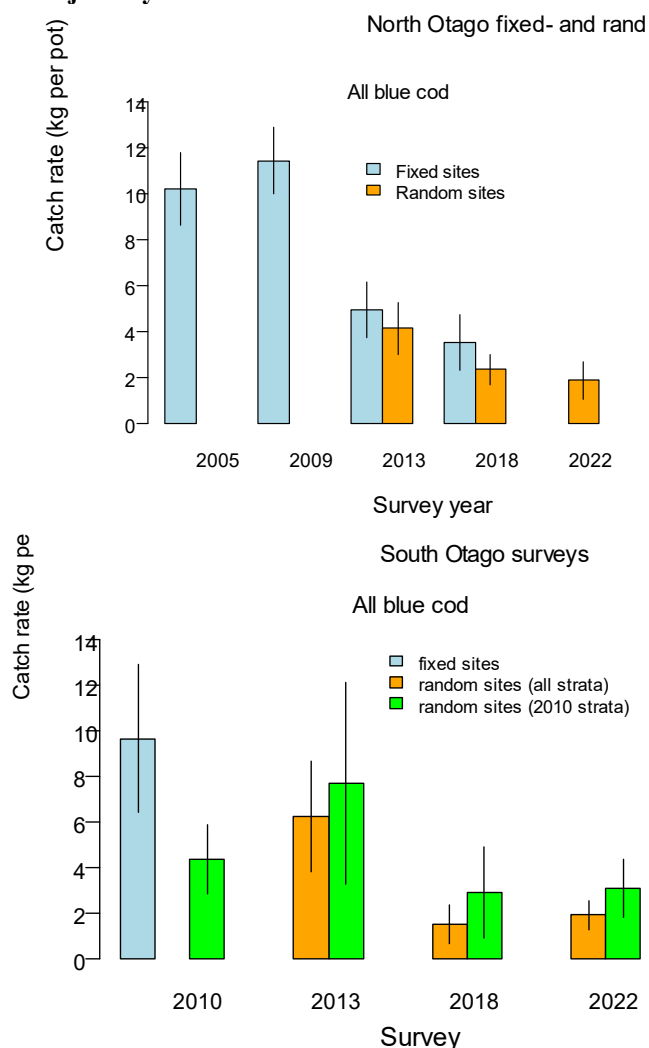 North Otago fixed- and rand
All blue cod
Catch rate (kg per pot)
14
12
10
8
6
4
2
0
Fixed sites
Random sites
2005 2009 2013 2018 2022
Survey year
South Otago surveys
All blue cod
Catch rate (kg pe
14
12
10
8
6
4
2
0
fixed sites
random sites (all strata)
random sites (2010 strata)
2010 2013 2018 2022
Survey